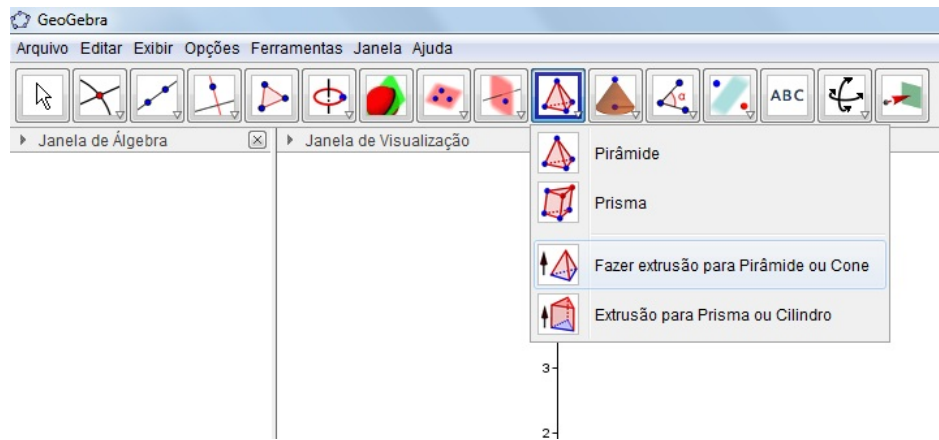 GeoGebra
Arquivo Editar Exibir Opções Ferramentas Janela Ajuda
α
ABC
Janela de Álgebra
Janela de Visualização
Pirâmide
Prisma
Fazer extrusão para Pirâmide ou Cone
Extrusão para Prisma ou Cilindro
3
2